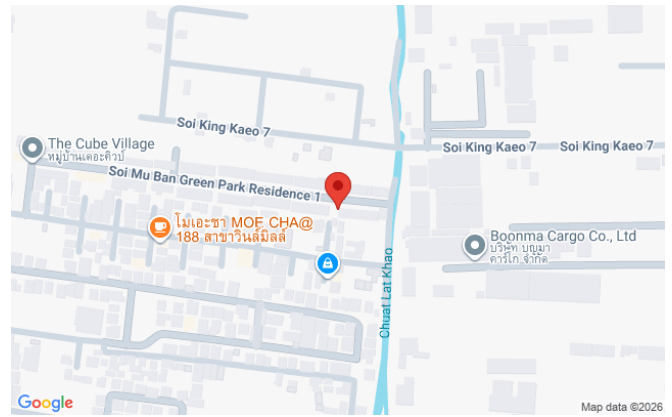 Soi King Kaeo 7
Soi King Kaeo 7
Soi King Kaeo 7
The Cube Village
หมู่บ้านเดอะคิวบ์
Soi Mu Ban Green Park Residence 1
โมเอะชา MOE CHA@
188 สาขาวินส์มิลล์
Boonma Cargo Co., Ltd
บริษัท บุญมา
คาร์โก้ จำกัด
Chuat Lat Khao
Google
Map data ©2026